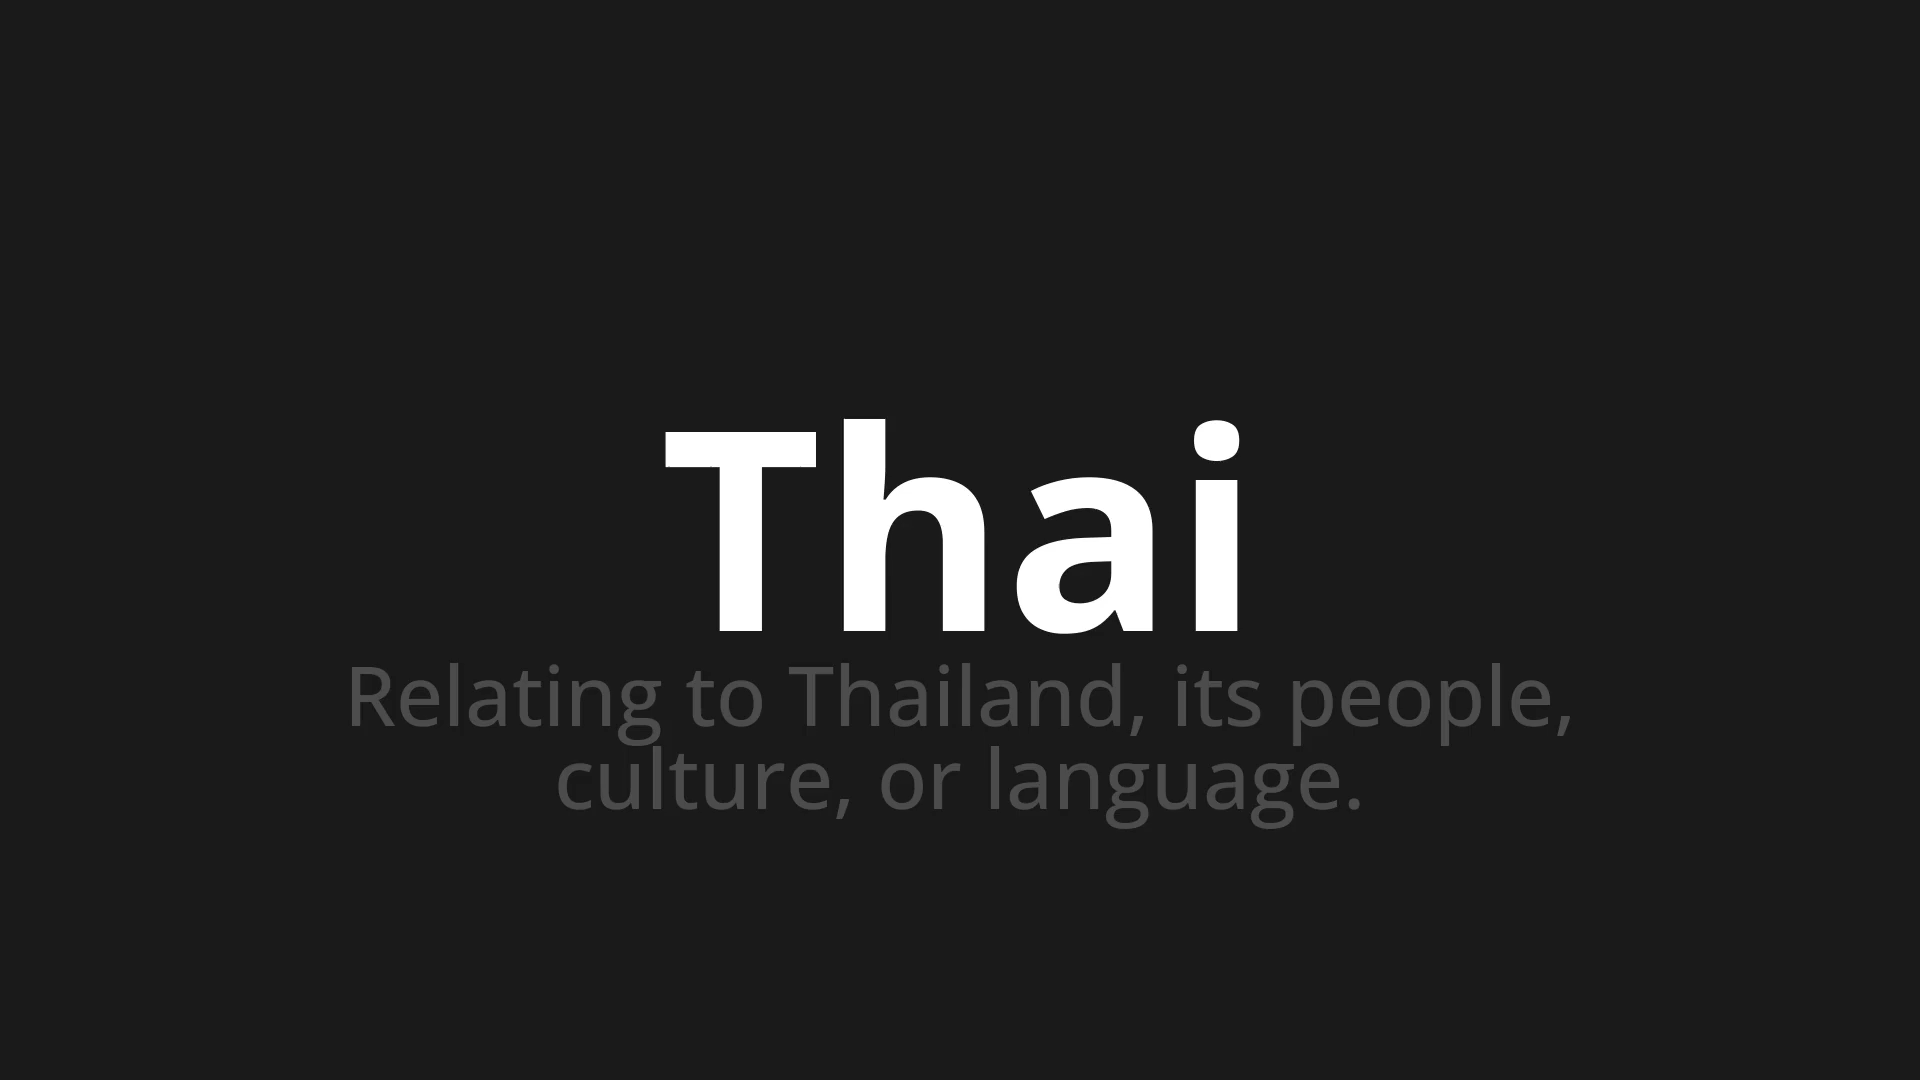 Thai
Relating to Thailand, its people,
culture, or language.